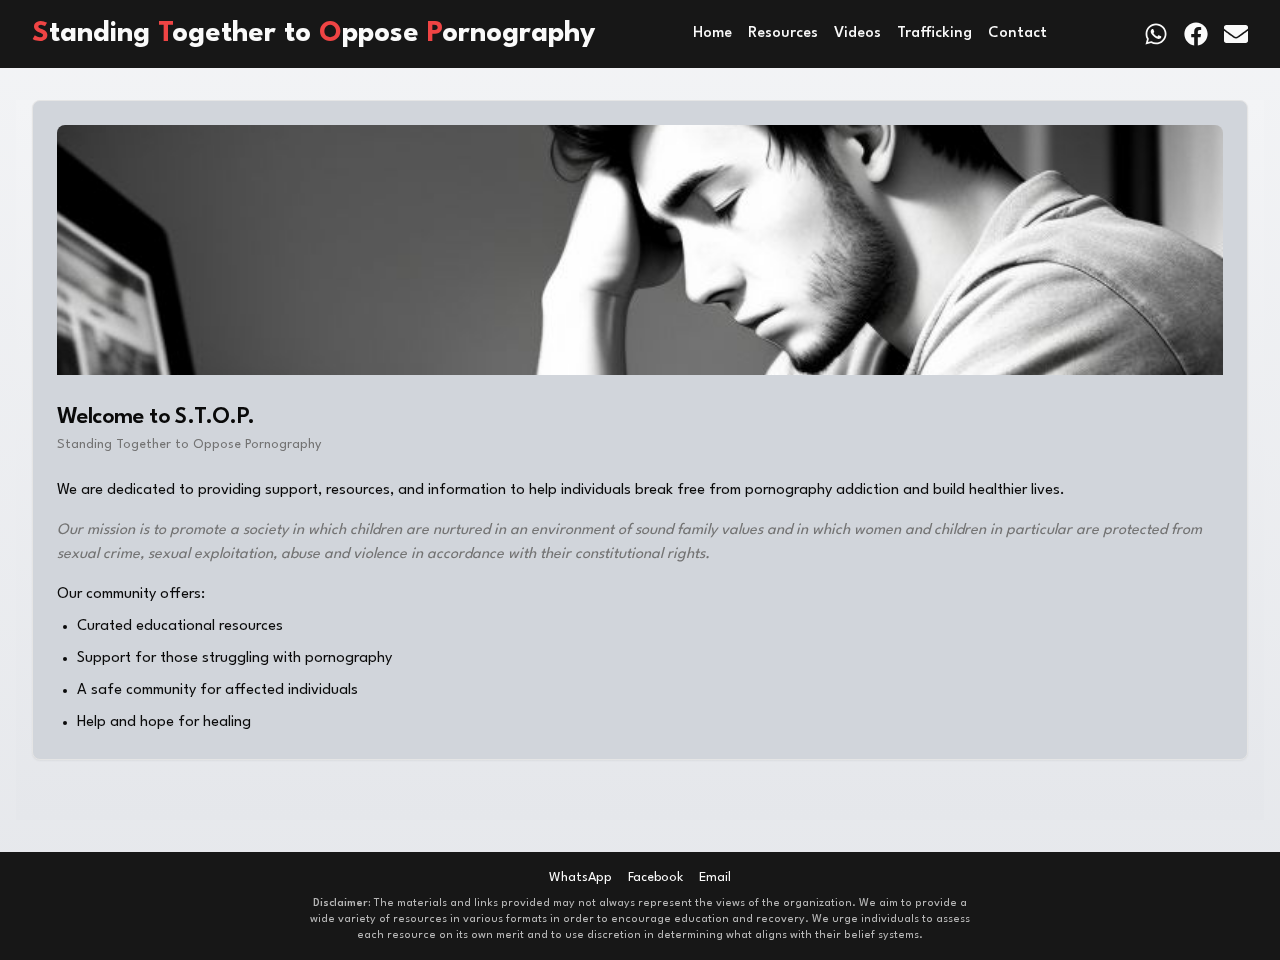 Standing Together to Oppose Pornography
Home Resources Videos Trafficking Contact
Welcome to S.T.O.P.
Standing Together to Oppose Pornography
We are dedicated to providing support, resources, and information to help individuals break free from pornography addiction and build healthier lives.
Our mission is to promote a society in which children are nurtured in an environment of sound family values and in which women and children in particular are protected from
sexual crime, sexual exploitation, abuse and violence in accordance with their constitutional rights.
Our community offers:
• Curated educational resources
• Support for those struggling with pornography
• A safe community for affected individuals
• Help and hope for healing
WhatsApp Facebook Email
Disclaimer: The materials and links provided may not always represent the views of the organization. We aim to provide a
wide variety of resources in various formats in order to encourage education and recovery. We urge individuals to assess
each resource on its own merit and to use discretion in determining what aligns with their belief systems.